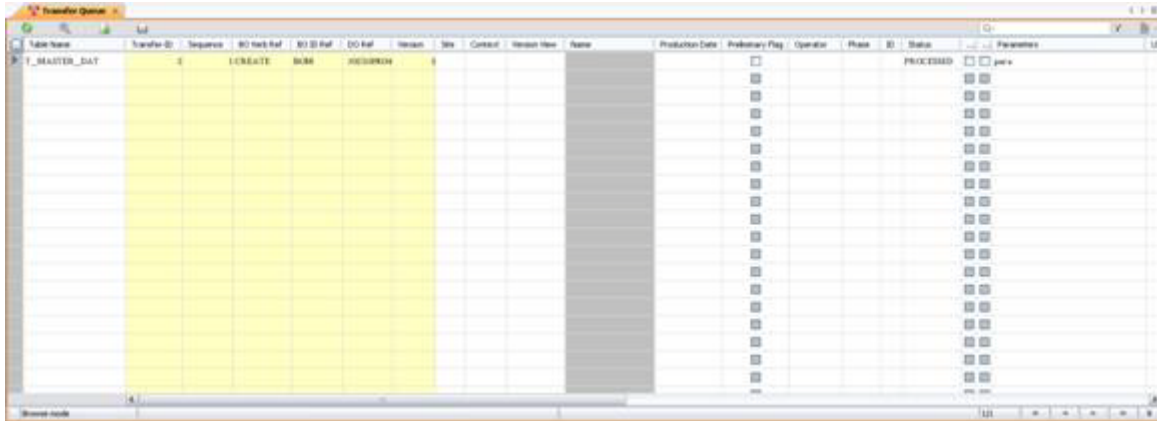 Transfer Queue
Table Name Transfer-ID Sequence BO Verb Ref BO ID Ref DO Ref Version Site Context Version View Name Production Date Preliminary Flag Operator Phase ID Status ... ... Parameters
T_MASTER_DAT 1 CREATE BOM PROCESSED para
Browse mode 1/1